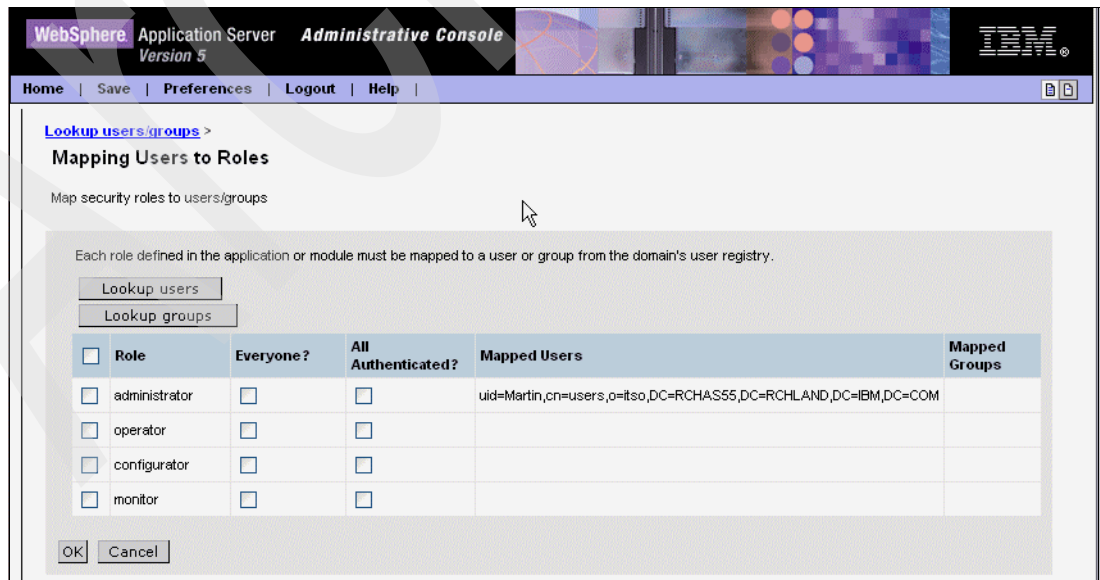 WebSphere Application Server Administrative Console
Version 5
IBM®
Home | Save | Preferences | Logout | Help |
Lookup users/groups >
Mapping Users to Roles
Map security roles to users/groups
Each role defined in the application or module must be mapped to a user or group from the domain's user registry.
Lookup users
Lookup groups
Role Everyone? All Authenticated? Mapped Users Mapped Groups
administrator uid=Martin,cn=users,o=itso,DC=RCHAS55,DC=RCHLAND,DC=IBM,DC=COM
operator
configurator
monitor
OK Cancel